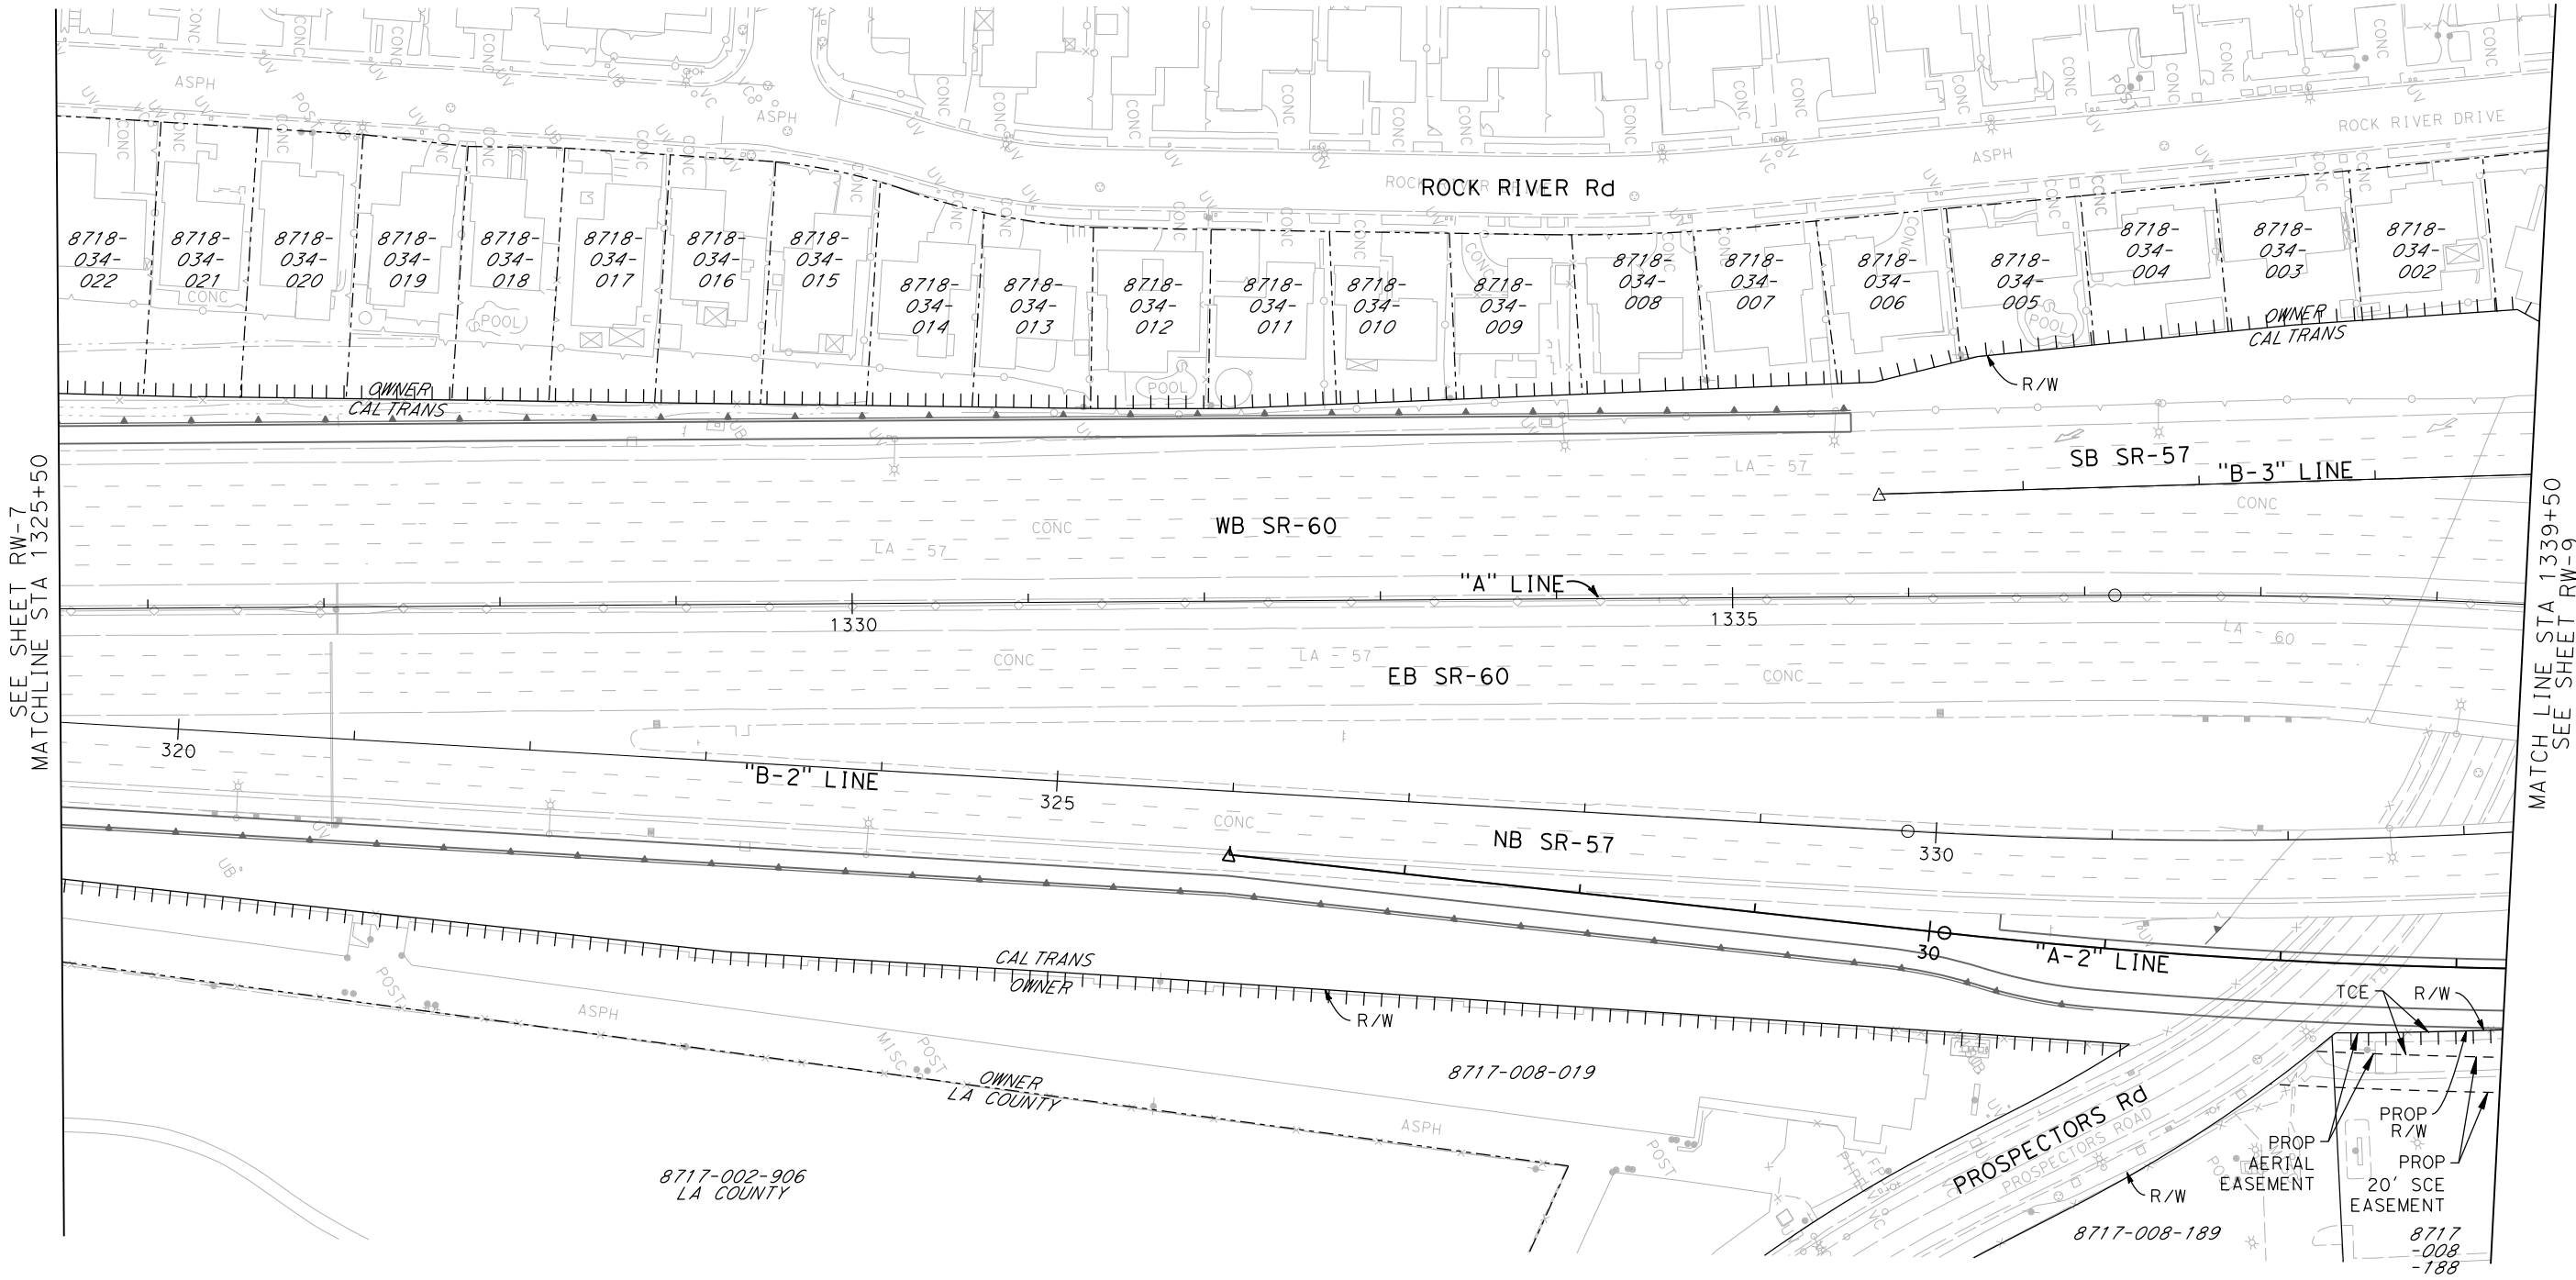 ASPH
ASPH
ROCK RIVER DRIVE
ASPH
ROCK RIVER Rd
8718-
034-
022
8718-
034-
021
8718-
034-
020
8718-
034-
019
8718-
034-
018
8718-
034-
017
8718-
034-
016
8718-
034-
015
8718-
034-
014
8718-
034-
013
8718-
034-
012
8718-
034-
011
8718-
034-
010
8718-
034-
009
8718-
034-
008
8718-
034-
007
8718-
034-
006
8718-
034-
005
8718-
034-
004
8718-
034-
003
8718-
034-
002
CONC
POOL
POOL
POOL
OWNER
CALTRANS
OWNER
CALTRANS
R/W
SEE SHEET RW-7
MATCHLINE STA 1325+50
LA - 57
SB SR-57
"B-3" LINE
CONC
WB SR-60
CONC
LA - 57
"A" LINE
1330
1335
LA - 60
CONC
LA - 57
EB SR-60
CONC
MATCH LINE STA 1339+50
SEE SHEET RW-9
320
"B-2" LINE
325
CONC
NB SR-57
330
30
"A-2" LINE
CALTRANS
OWNER
R/W
TCE
R/W
POST
ASPH
POST
MISC
OWNER
LA COUNTY
8717-008-019
ASPH
POST
PROSPECTORS Rd
PROSPECTORS ROAD
R/W
PROP
R/W
PROP
AERIAL
EASEMENT
PROP
20' SCE
EASEMENT
8717-002-906
LA COUNTY
8717-008-189
8717
-008
-188